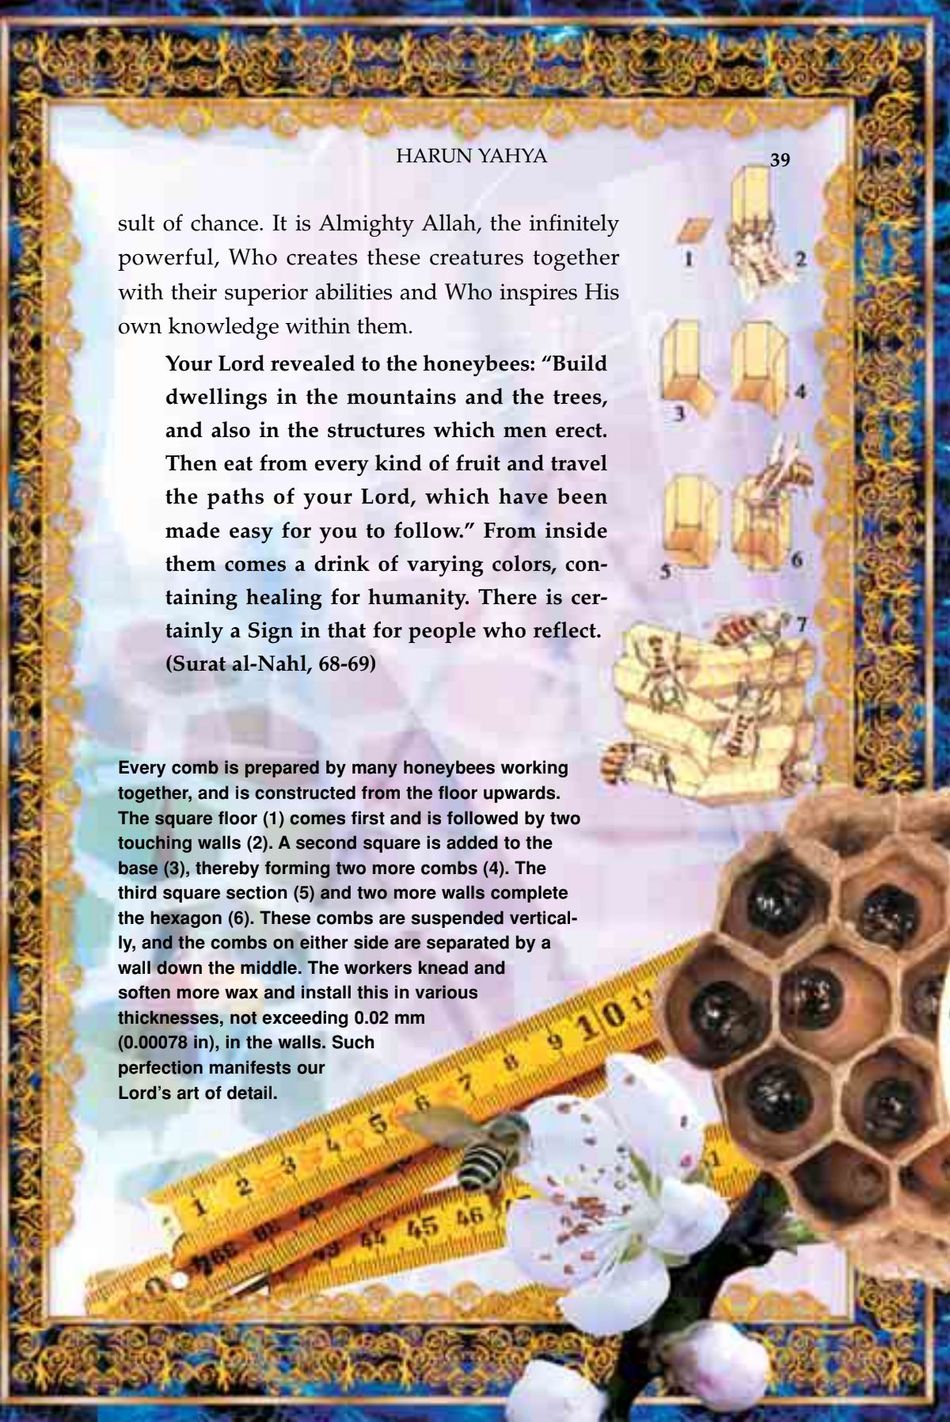 HARUN YAHYA
39
sult of chance. It is Almighty Allah, the infinitely
powerful, Who creates these creatures together
with their superior abilities and Who inspires His
own knowledge within them.
Your Lord revealed to the honeybees: “Build
dwellings in the mountains and the trees,
and also in the structures which men erect.
Then eat from every kind of fruit and travel
the paths of your Lord, which have been
made easy for you to follow.” From inside
them comes a drink of varying colors, con-
taining healing for humanity. There is cer-
tainly a Sign in that for people who reflect.
(Surat al-Nahl, 68-69)
1
2
3
4
5
6
7
Every comb is prepared by many honeybees working
together, and is constructed from the floor upwards.
The square floor (1) comes first and is followed by two
touching walls (2). A second square is added to the
base (3), thereby forming two more combs (4). The
third square section (5) and two more walls complete
the hexagon (6). These combs are suspended vertical-
ly, and the combs on either side are separated by a
wall down the middle. The workers knead and
soften more wax and install this in various
thicknesses, not exceeding 0.02 mm
(0.00078 in), in the walls. Such
perfection manifests our
Lord’s art of detail.
1 2 3 4 5 6 7 8 9 10 11
43 44 45 46